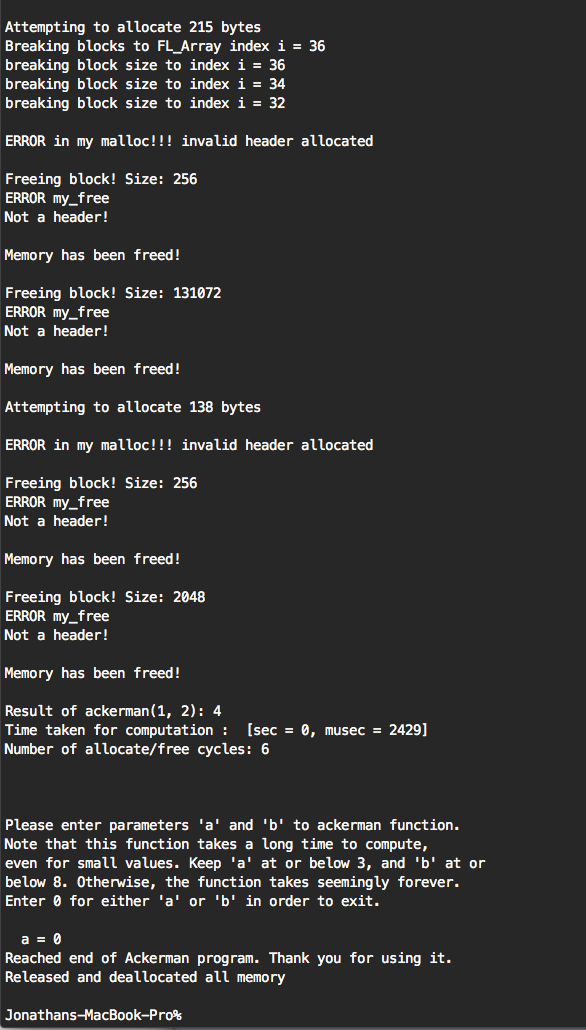 Attempting to allocate 215 bytes
Breaking blocks to FL_Array index i = 36
breaking block size to index i = 36
breaking block size to index i = 34
breaking block size to index i = 32
ERROR in my malloc!!! invalid header allocated
Freeing block! Size: 256
ERROR my_free
Not a header!
Memory has been freed!
Freeing block! Size: 131072
ERROR my_free
Not a header!
Memory has been freed!
Attempting to allocate 138 bytes
ERROR in my malloc!!! invalid header allocated
Freeing block! Size: 256
ERROR my_free
Not a header!
Memory has been freed!
Freeing block! Size: 2048
ERROR my_free
Not a header!
Memory has been freed!
Result of ackerman(1, 2): 4
Time taken for computation :  [sec = 0, musec = 2429]
Number of allocate/free cycles: 6
Please enter parameters 'a' and 'b' to ackerman function.
Note that this function takes a long time to compute,
even for small values. Keep 'a' at or below 3, and 'b' at or
below 8. Otherwise, the function takes seemingly forever.
Enter 0 for either 'a' or 'b' in order to exit.
  a = 0
Reached end of Ackerman program. Thank you for using it.
Released and deallocated all memory
Jonathans-MacBook-Pro%